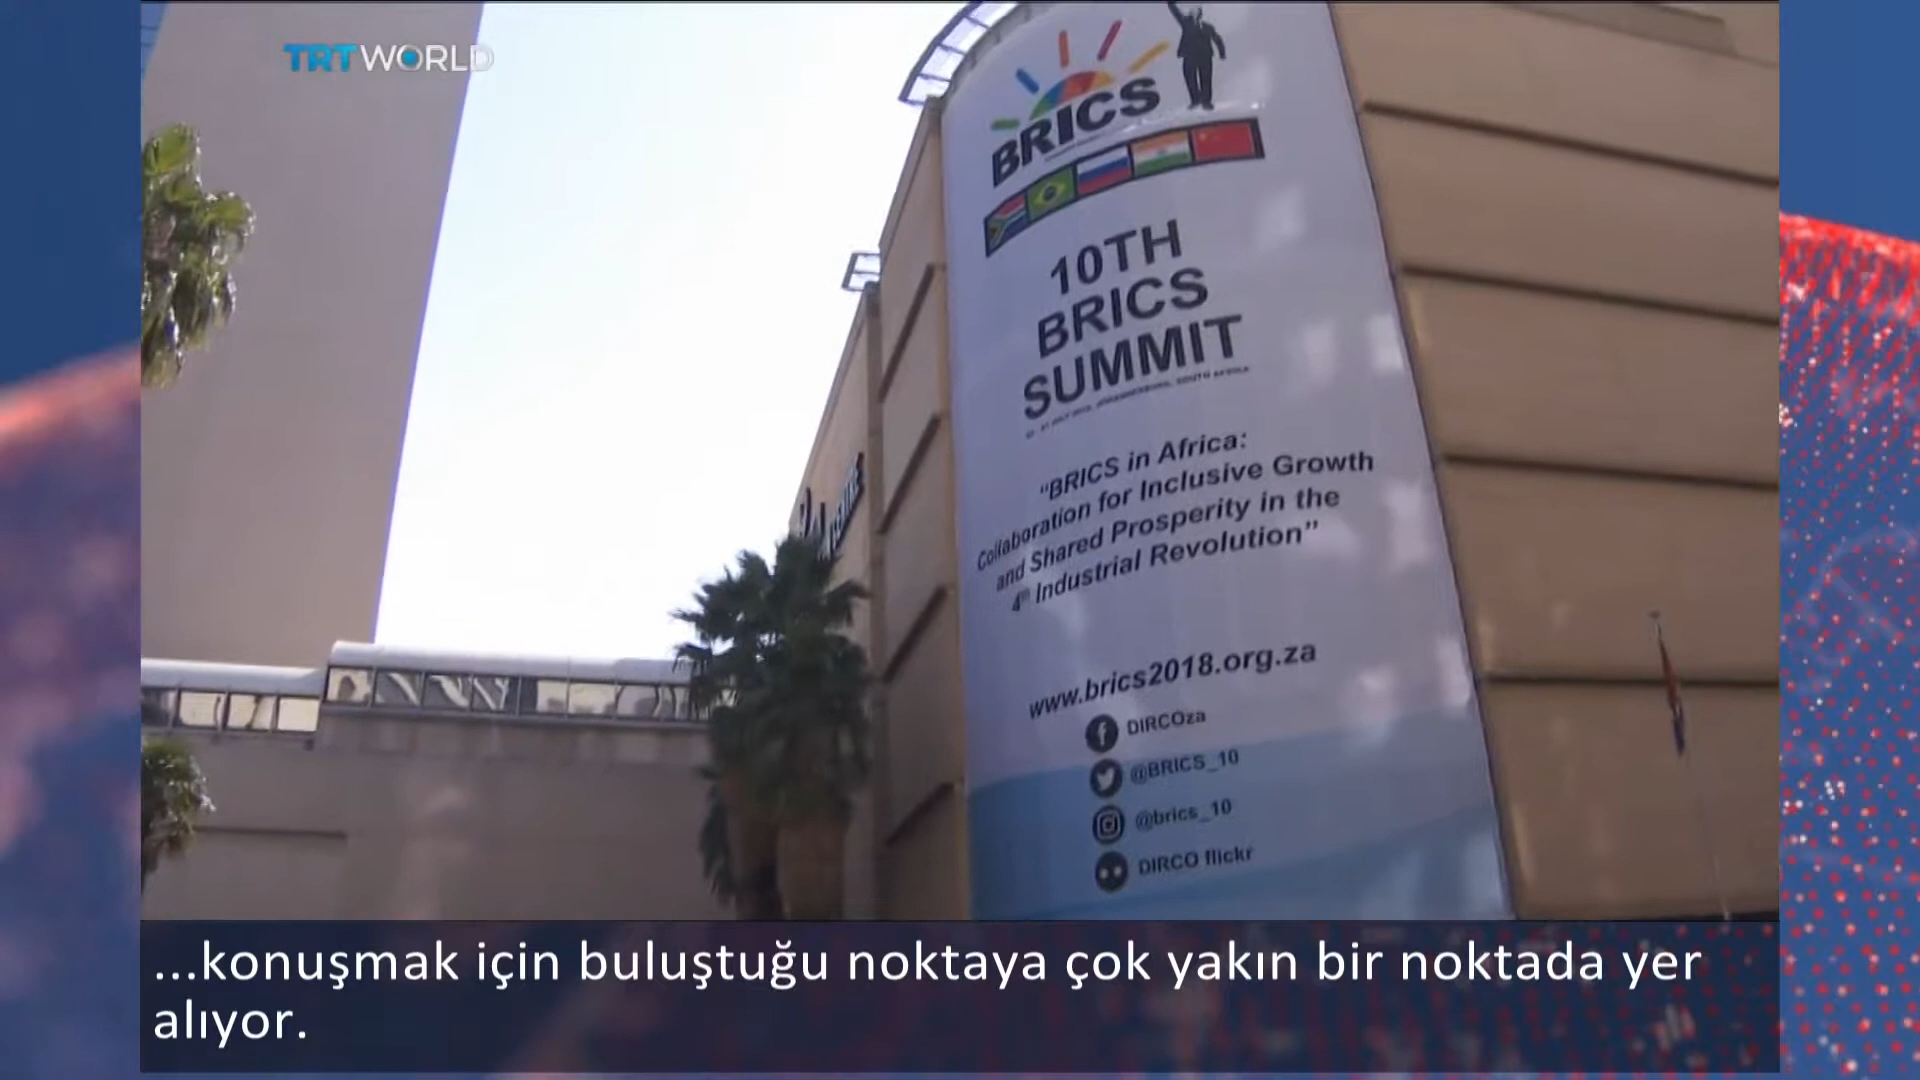 TRT WORLD
BRICS
10TH
BRICS
SUMMIT
"BRICS in Africa:
Collaboration for Inclusive Growth
and Shared Prosperity in the
4th Industrial Revolution"
www.brics2018.org.za
DIRCOza
@BRICS_10
@brics_10
DIRCO flickr
...konuşmak için buluştuğu noktaya çok yakın bir noktada yer
alıyor.